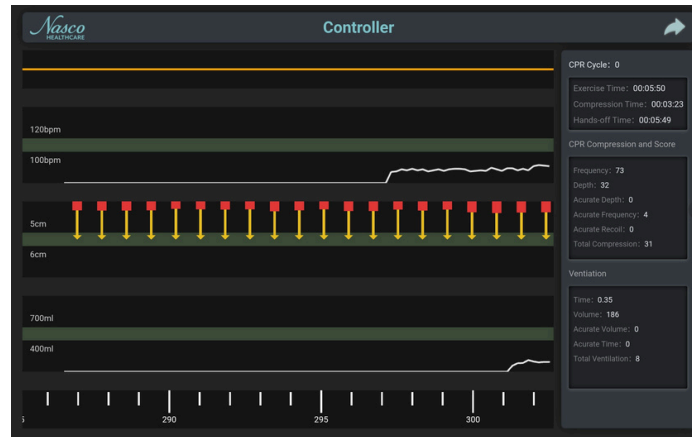 Nasco
HEALTHCARE
Controller
CPR Cycle: 0
Exercise Time: 00:05:50
Compression Time: 00:03:23
Hands-off Time: 00:05:49
CPR Compression and Score
Frequency: 73
Depth: 32
Acurate Depth: 0
Acurate Frequency: 4
Acurate Recoil: 0
Total Compression: 31
Ventiation
Time: 0.35
Volume: 186
Acurate Volume: 0
Acurate Time: 0
Total Ventilation: 8
120bpm
100bpm
5cm
6cm
700ml
400ml
5
290
295
300